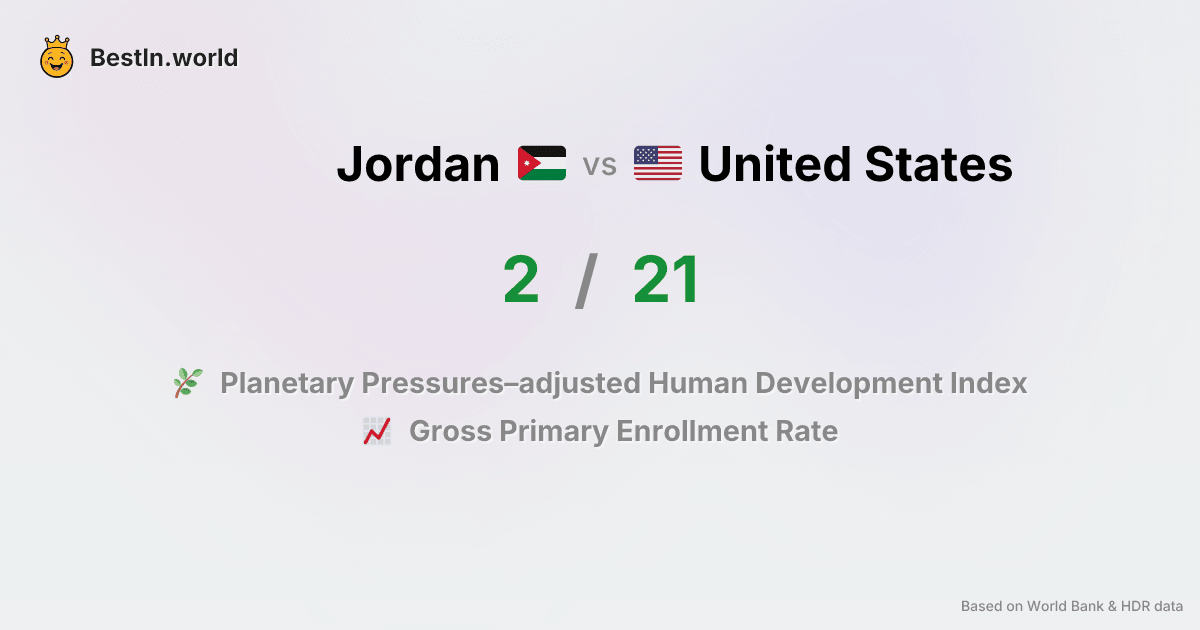 BestIn.world
Jordan vs United States
2 / 21
Planetary Pressures–adjusted Human Development Index
Gross Primary Enrollment Rate
Based on World Bank & HDR data